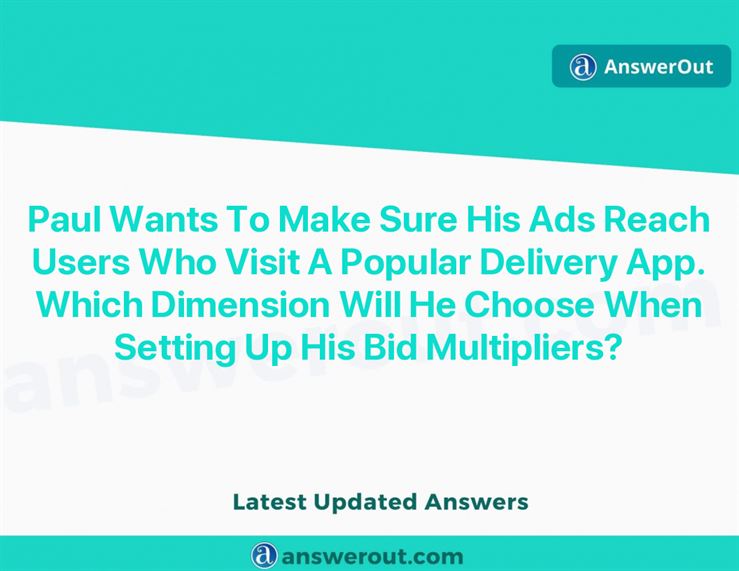 AnswerOut
Paul Wants To Make Sure His Ads Reach
Users Who Visit A Popular Delivery App.
Which Dimension Will He Choose When
Setting Up His Bid Multipliers?
answerout.com
Latest Updated Answers
answerout.com